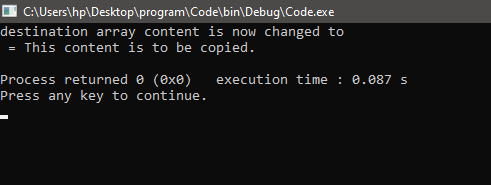 C:\Users\hp\Desktop\program\Code\bin\Debug\Code.exe
destination array content is now changed to
 = This content is to be copied.
Process returned 0 (0x0)   execution time : 0.087 s
Press any key to continue.